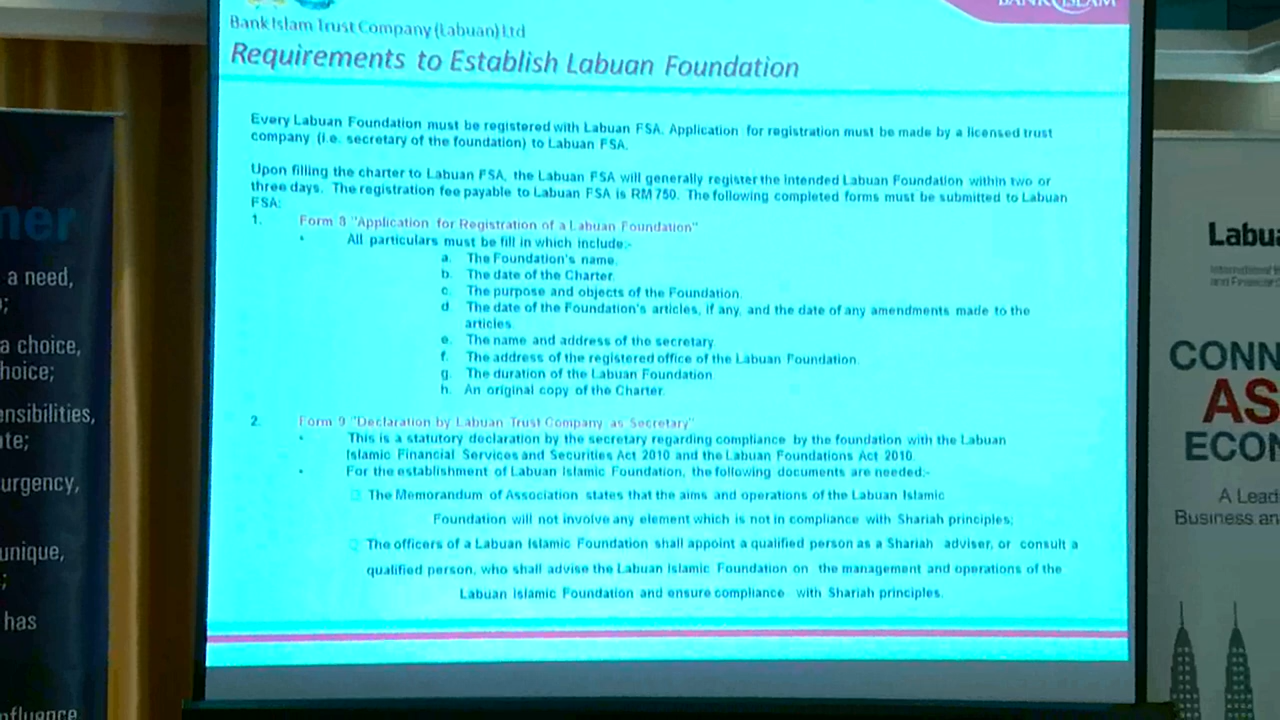 BANK ISLAM
Bank Islam Trust Company (Labuan) Ltd
Requirements to Establish Labuan Foundation
Every Labuan Foundation must be registered with Labuan FSA. Application for registration must be made by a licensed trust
company (i.e. secretary of the foundation) to Labuan FSA.
Upon filling the charter to Labuan FSA, the Labuan FSA will generally register the intended Labuan Foundation within two or
three days. The registration fee payable to Labuan FSA is RM 750. The following completed forms must be submitted to Labuan
FSA:
1. Form 8 "Application for Registration of a Labuan Foundation"
• All particulars must be fill in which include:-
a. The Foundation's name.
b. The date of the Charter.
c. The purpose and objects of the Foundation.
d. The date of the Foundation's articles, if any, and the date of any amendments made to the
articles.
e. The name and address of the secretary.
f. The address of the registered office of the Labuan Foundation.
g. The duration of the Labuan Foundation.
h. An original copy of the Charter.
2. Form 9 "Declaration by Labuan Trust Company as Secretary"
• This is a statutory declaration by the secretary regarding compliance by the foundation with the Labuan
Islamic Financial Services and Securities Act 2010 and the Labuan Foundations Act 2010.
• For the establishment of Labuan Islamic Foundation, the following documents are needed:-
The Memorandum of Association states that the aims and operations of the Labuan Islamic
Foundation will not involve any element which is not in compliance with Shariah principles;
The officers of a Labuan Islamic Foundation shall appoint a qualified person as a Shariah adviser, or consult a
qualified person, who shall advise the Labuan Islamic Foundation on the management and operations of the
Labuan Islamic Foundation and ensure compliance with Shariah principles.
ner
a need,
;
a choice,
hoice;
ensibilities,
te;
urgency,
unique,
;
has
nfluence
Labua
International
and Financial
CONN
AS
ECON
A Lead
Business an